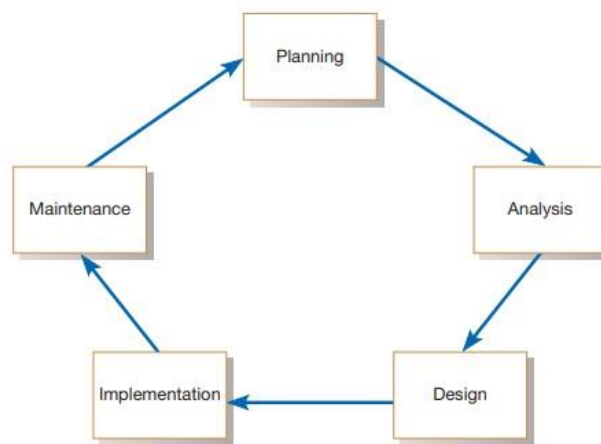 Planning
Maintenance
Analysis
Implementation
Design